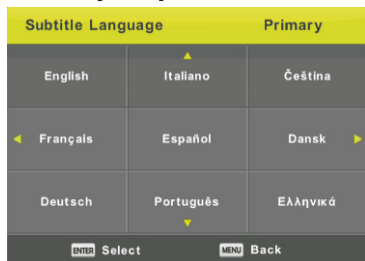 Subtitle Language Primary
English Italiano Čeština
Français Español Dansk
Deutsch Português Ελληνικά
ENTER Select MENU Back